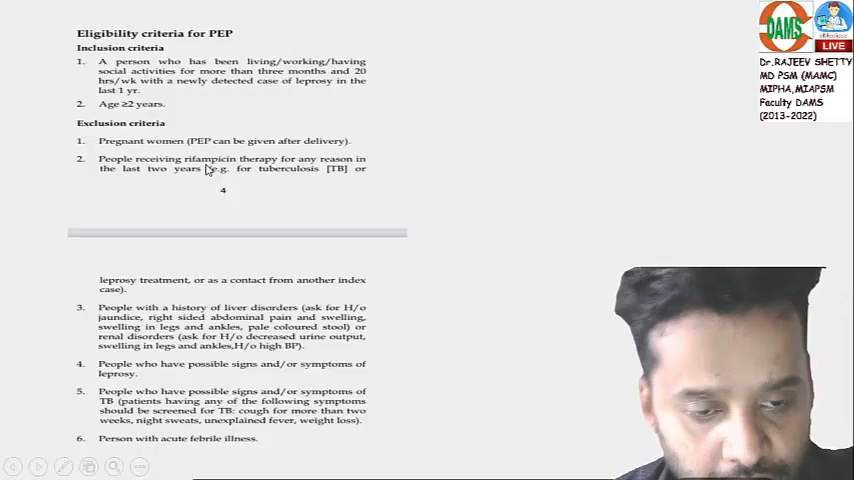 Eligibility criteria for PEP
Inclusion criteria
1. A person who has been living/working/having
social activities for more than three months and 20
hrs/wk with a newly detected case of leprosy in the
last 1 yr.
2. Age ≥2 years.
Exclusion criteria
1. Pregnant women (PEP can be given after delivery).
2. People receiving rifampicin therapy for any reason in
the last two years (e.g. for tuberculosis [TB] or
4
leprosy treatment, or as a contact from another index
case).
3. People with a history of liver disorders (ask for H/o
jaundice, right sided abdominal pain and swelling,
swelling in legs and ankles, pale coloured stool) or
renal disorders (ask for H/o decreased urine output,
swelling in legs and ankles,H/o high BP).
4. People who have possible signs and/or symptoms of
leprosy.
5. People who have possible signs and/or symptoms of
TB (patients having any of the following symptoms
should be screened for TB: cough for more than two
weeks, night sweats, unexplained fever, weight loss).
6. Person with acute febrile illness.
DAMS
eMedicoz
LIVE
Dr.RAJEEV SHETTY
MD PSM (MAMC)
MIPHA,MIAPSM
Faculty DAMS
(2013-2022)